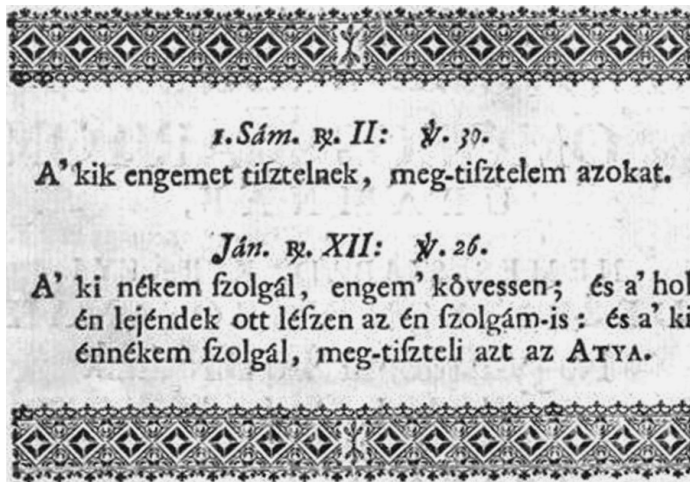 1. Sám. ℞. II: ℣. 30.
A' kik engemet tiſztelnek, meg-tiſztelem azokat.
Ján. ℞. XII: ℣. 26.
A' ki nékem ſzolgál, engem' kôveſſen; és a' hol
én lejéndek ott léſzen az én ſzolgám-is: és a' ki
énnékem ſzolgál, meg-tiſzteli azt az ATYA.